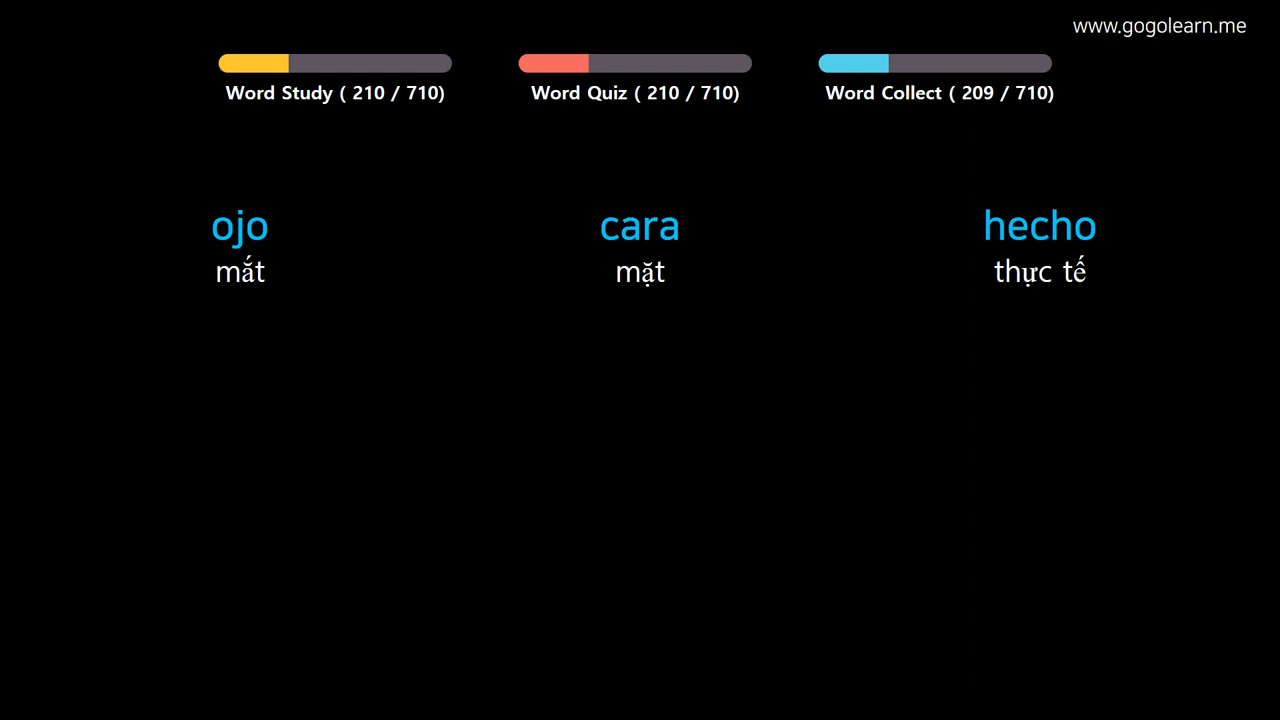 www.gogolearn.me
Word Study ( 210 / 710)
Word Quiz ( 210 / 710)
Word Collect ( 209 / 710)
ojo
mắt
cara
mặt
hecho
thực tế